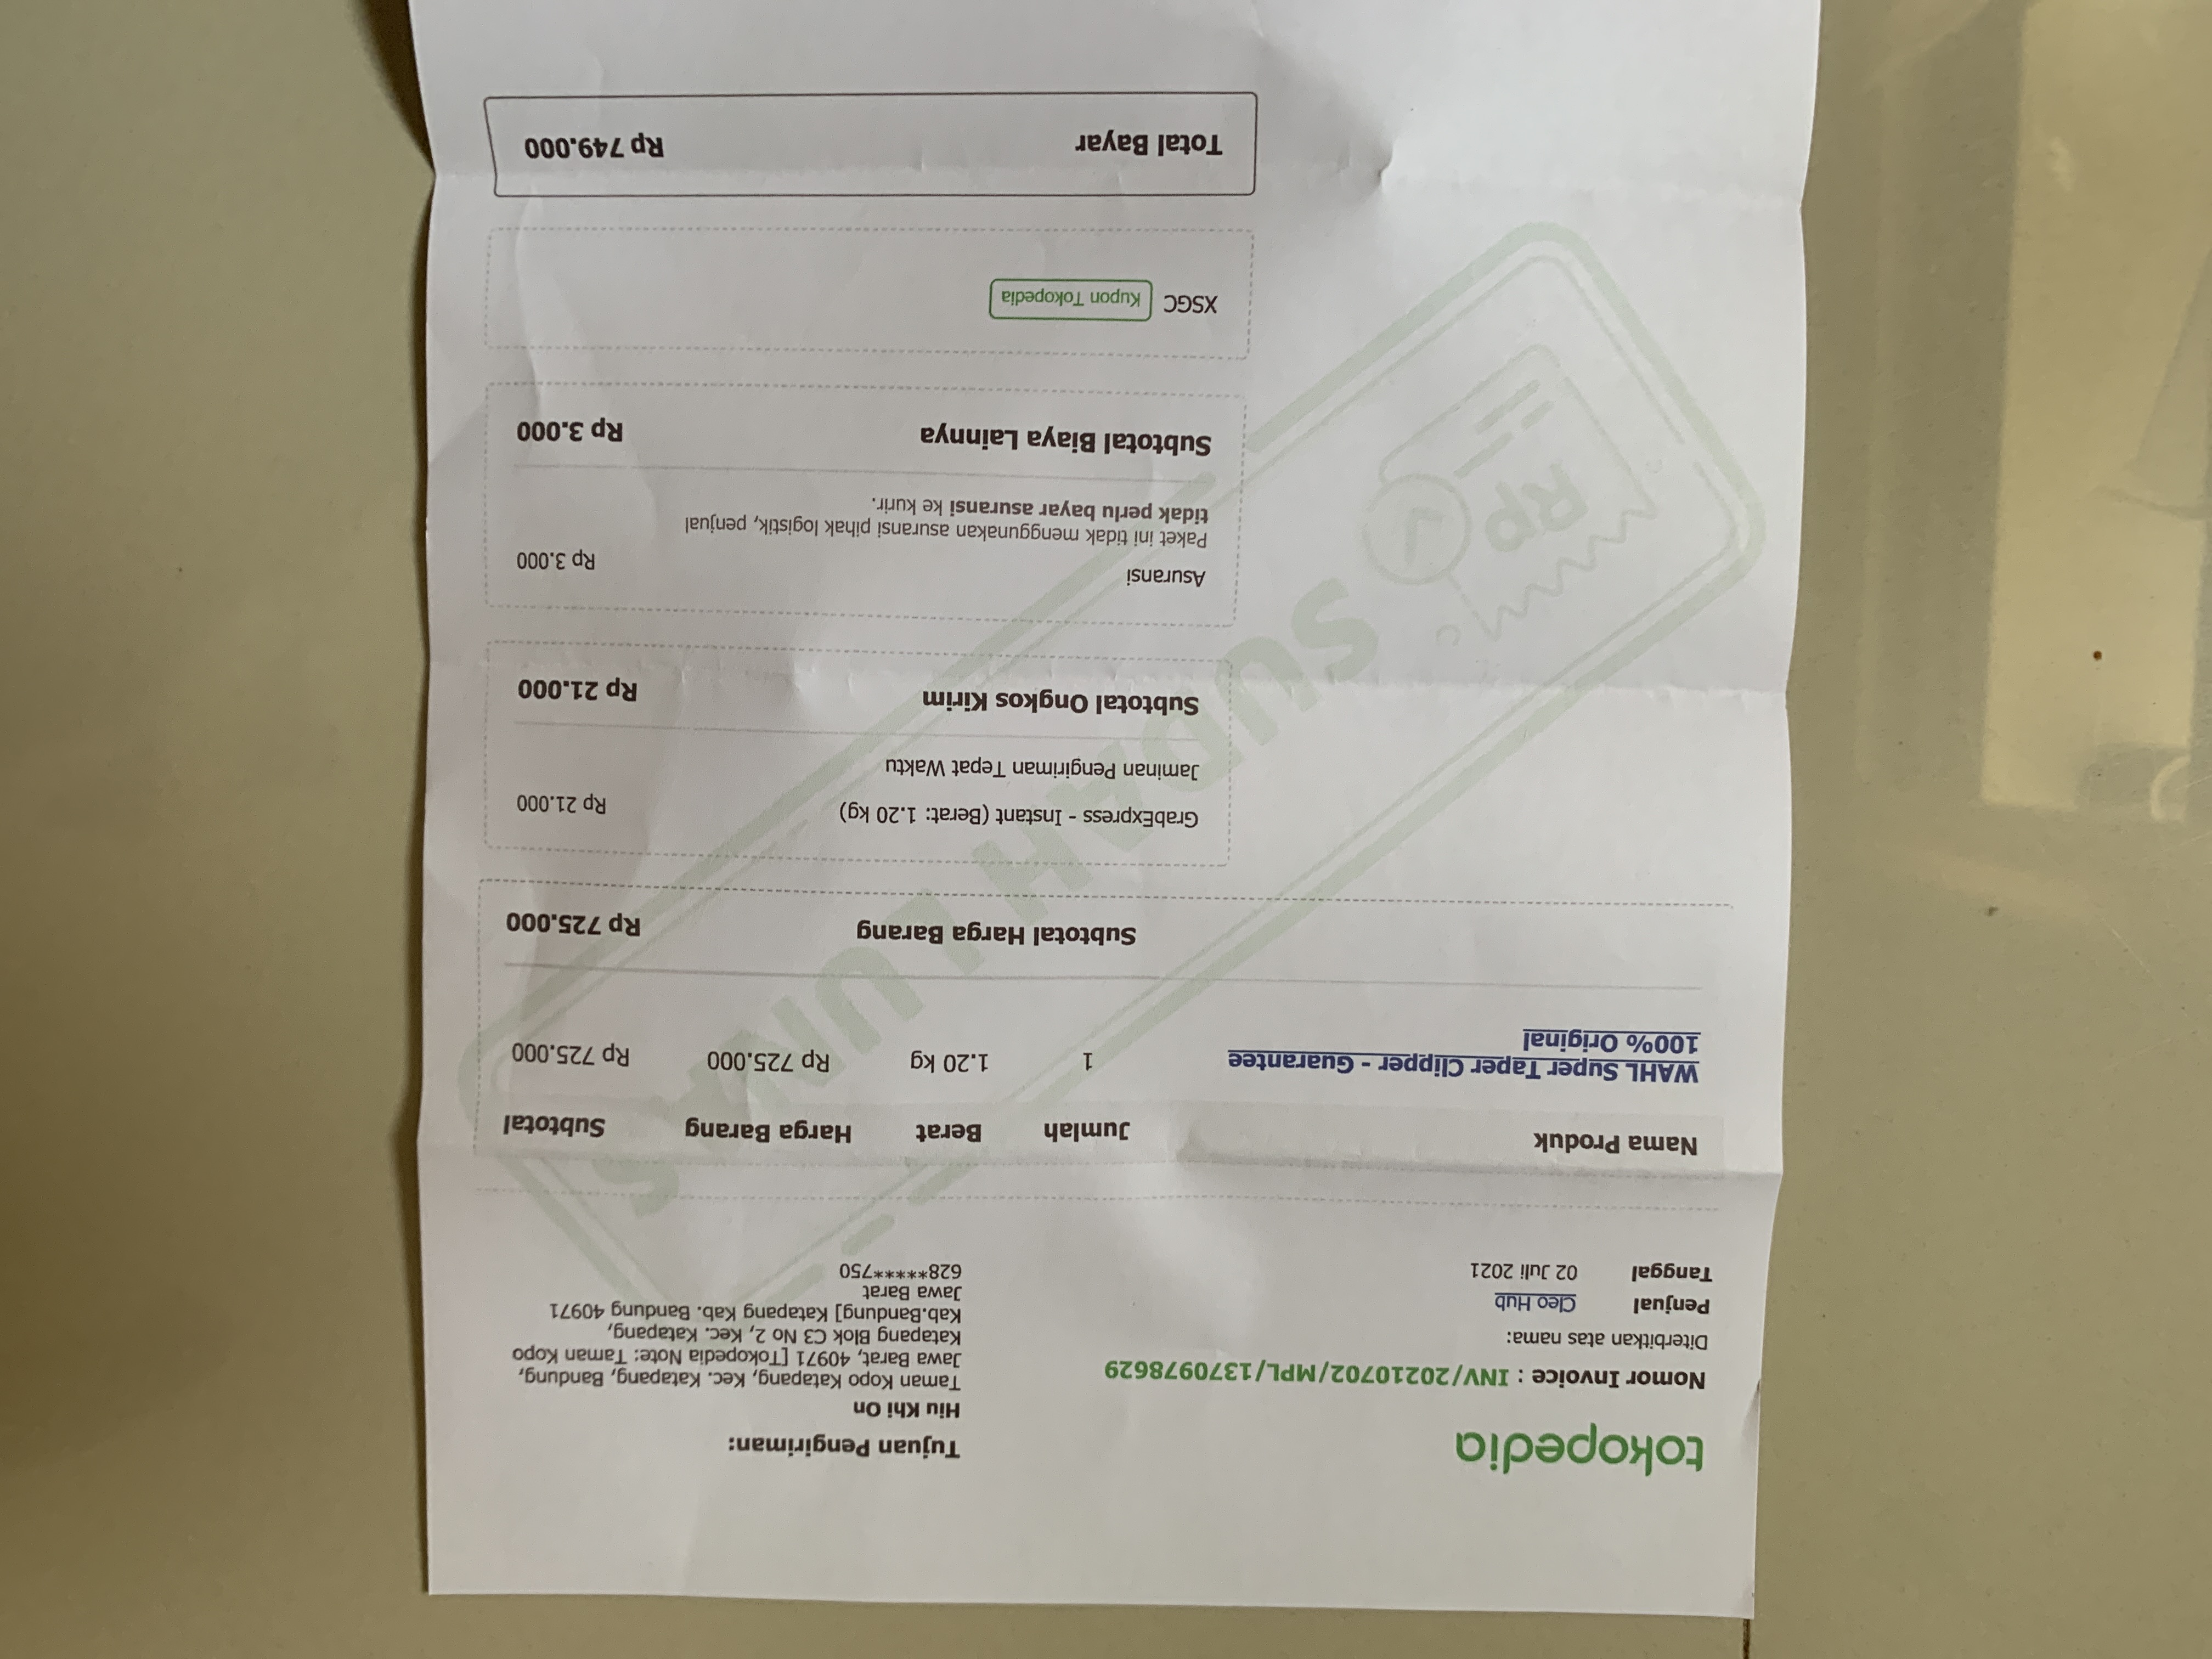 tokopedia
Nomor Invoice : INV/20210702/MPL/1370978629
Diterbitkan atas nama:
Penjual Cleo Hub
Tanggal 02 Juli 2021
Tujuan Pengiriman:
Hiu Khi On
Taman Kopo Katapang, Kec. Katapang, Bandung,
Jawa Barat, 40971 [Tokopedia Note: Taman Kopo
Katapang Blok C3 No 2, Kec. Katapang,
Kab.Bandung] Katapang Kab. Bandung 40971
Jawa Barat
628*****750
Nama Produk Jumlah Berat Harga Barang Subtotal
WAHL Super Taper Clipper - Guarantee 1 1.20 kg Rp 725.000 Rp 725.000
100% Original
Subtotal Harga Barang Rp 725.000
GrabExpress - Instant (Berat: 1.20 kg) Rp 21.000
Jaminan Pengiriman Tepat Waktu
Subtotal Ongkos Kirim Rp 21.000
Asuransi Rp 3.000
Paket ini tidak menggunakan asuransi pihak logistik, penjual
tidak perlu bayar asuransi ke kurir.
Subtotal Biaya Lainnya Rp 3.000
XSGC Kupon Tokopedia
Total Bayar Rp 749.000
RP
SUDAH LUNAS